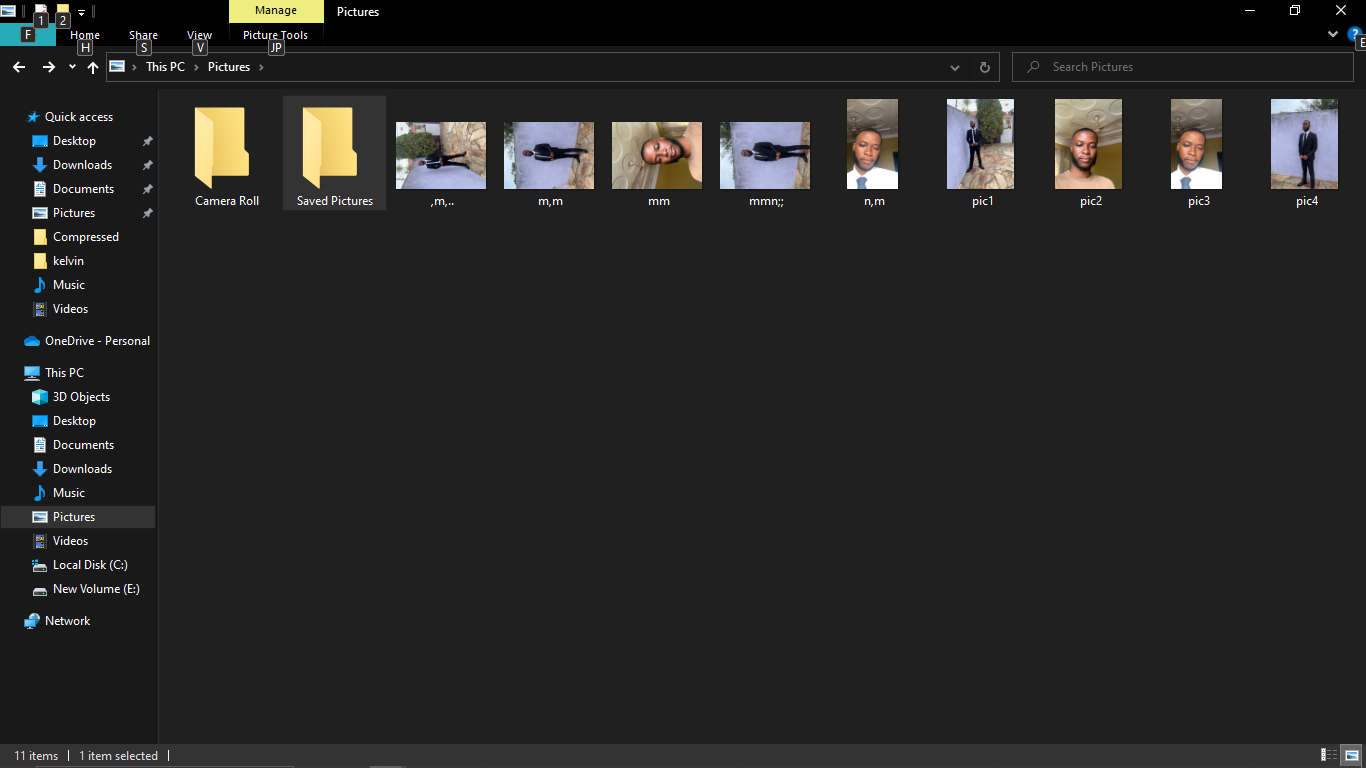 Manage
Pictures
1
2
F
Home
Share
View
Picture Tools
H
S
V
JP
?
E
This PC
Pictures
Search Pictures
Quick access
Desktop
Downloads
Documents
Pictures
Compressed
kelvin
Music
Videos
OneDrive - Personal
This PC
3D Objects
Desktop
Documents
Downloads
Music
Pictures
Videos
Local Disk (C:)
New Volume (E:)
Network
Camera Roll
Saved Pictures
,m,..
m,m
mm
mmn;;
n,m
pic1
pic2
pic3
pic4
11 items
1 item selected